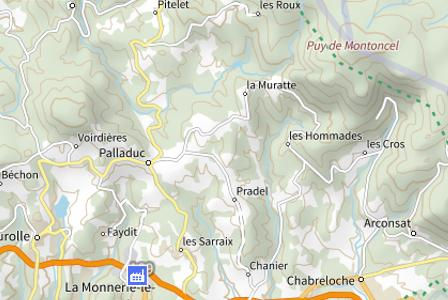 Pitelet
les Roux
Puy de Montoncel
la Muratte
Voirdières
les Hommades
les Cros
Palladuc
Béchon
Pradel
Arconsat
urolle
Faydit
les Sarraix
Chanier
La Monnerie-le-
Chabreloche